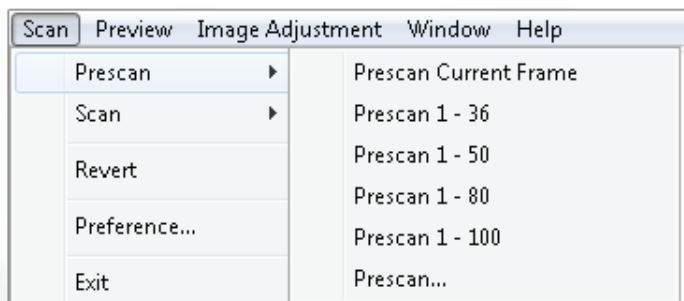 Scan Preview Image Adjustment Window Help
Prescan
Scan
Revert
Preference...
Exit
Prescan Current Frame
Prescan 1 - 36
Prescan 1 - 50
Prescan 1 - 80
Prescan 1 - 100
Prescan...